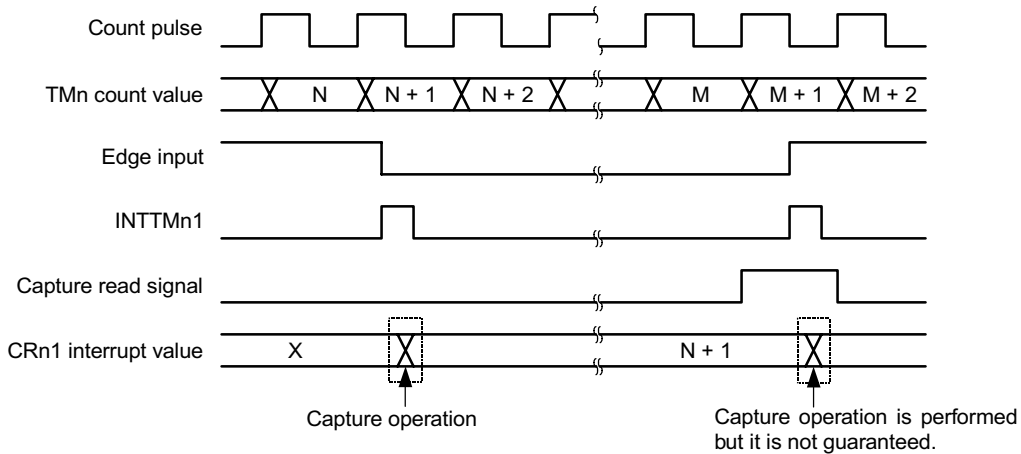 Count pulse
TMn count value
N
N + 1
N + 2
M
M + 1
M + 2
Edge input
INTTMn1
Capture read signal
CRn1 interrupt value
X
N + 1
Capture operation
Capture operation is performed
but it is not guaranteed.